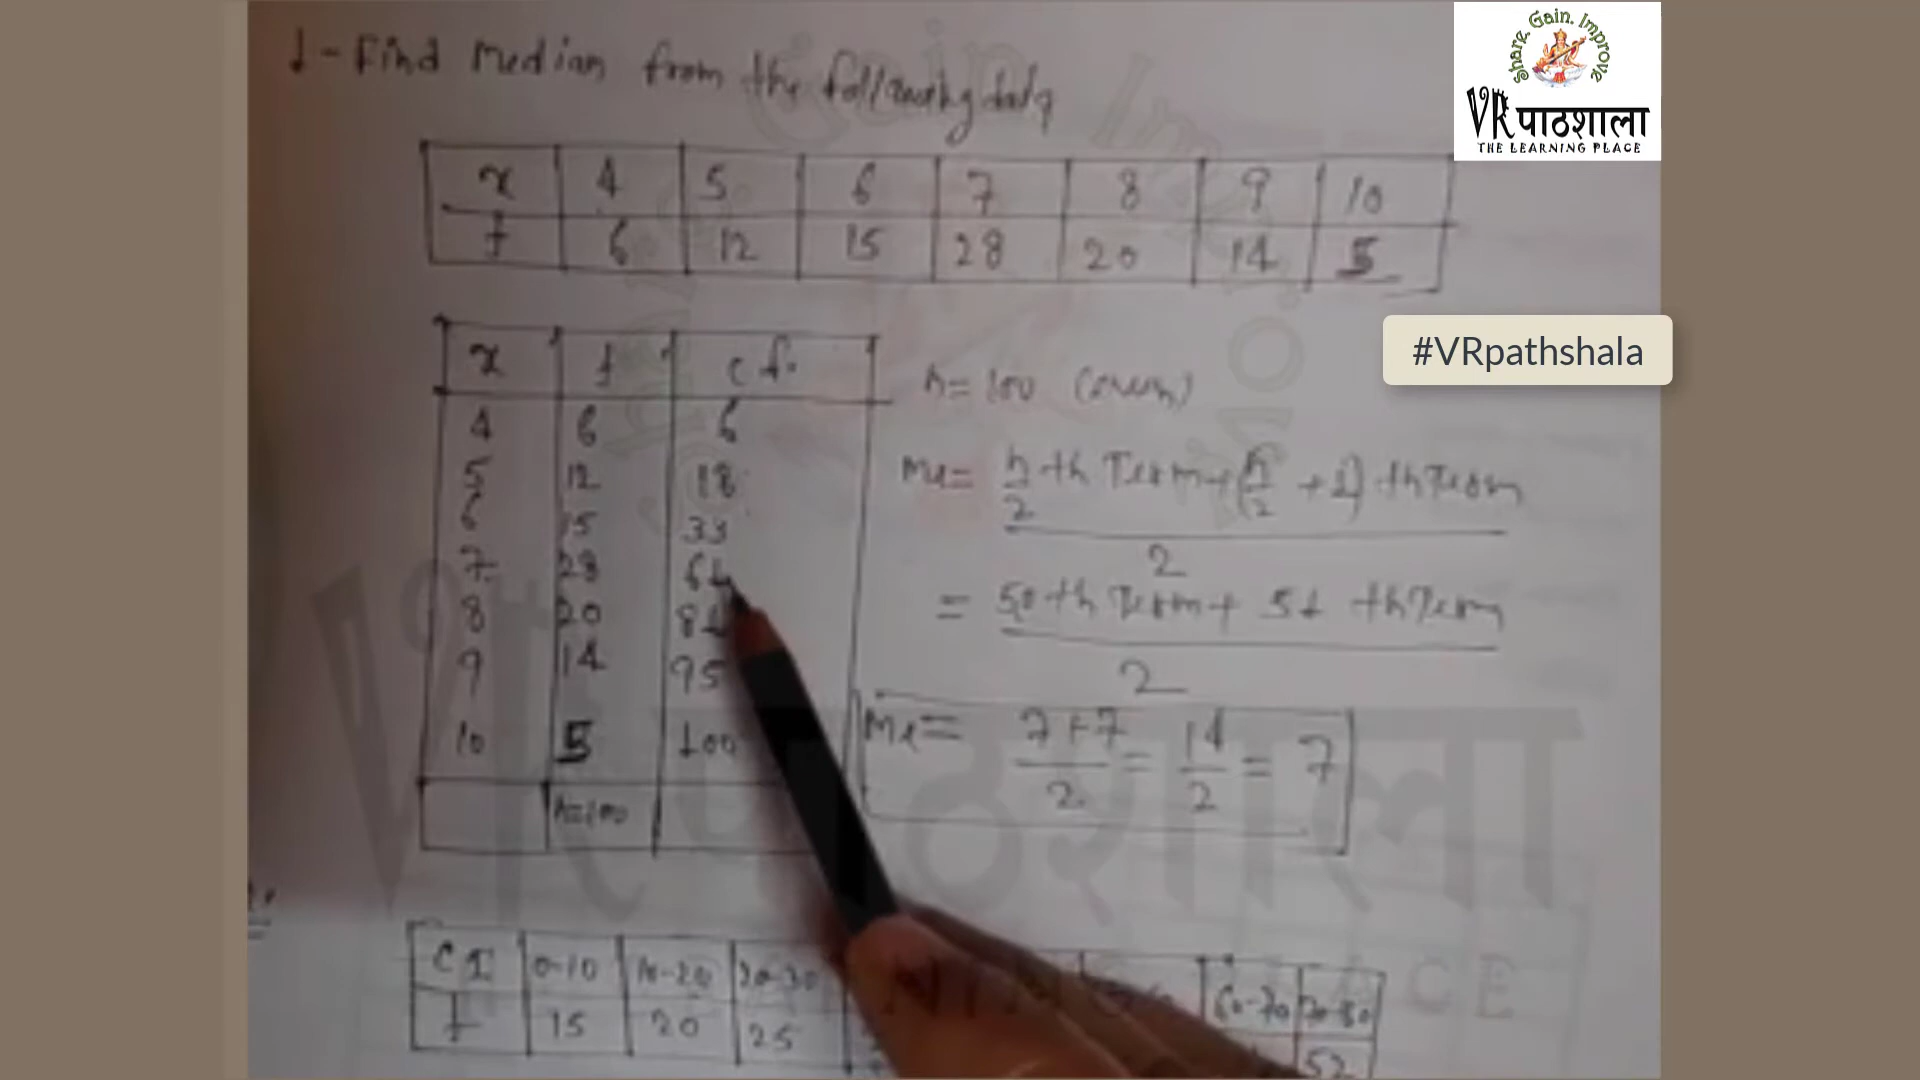 Share. Gain. Improve
VR पाठशाला
THE LEARNING PLACE
#VRpathshala
1 - Find Median from the following data
x 4 5 6 7 8 9 10
f 6 12 15 28 20 14 5
x f c f.
4 6 6
5 12 18
6 15 33
7 28 61
8 20 81
9 14 95
10 5 100
n=100
n=100 (even)
Me= n/2 th Term+(n/2 +1) th Term
2
= 50 th Term + 51 th Term
2
Me= 7+7/2 = 14/2 = 7
C I 0-10 10-20 20-30 60-70 70-80
f 15 20 25 52